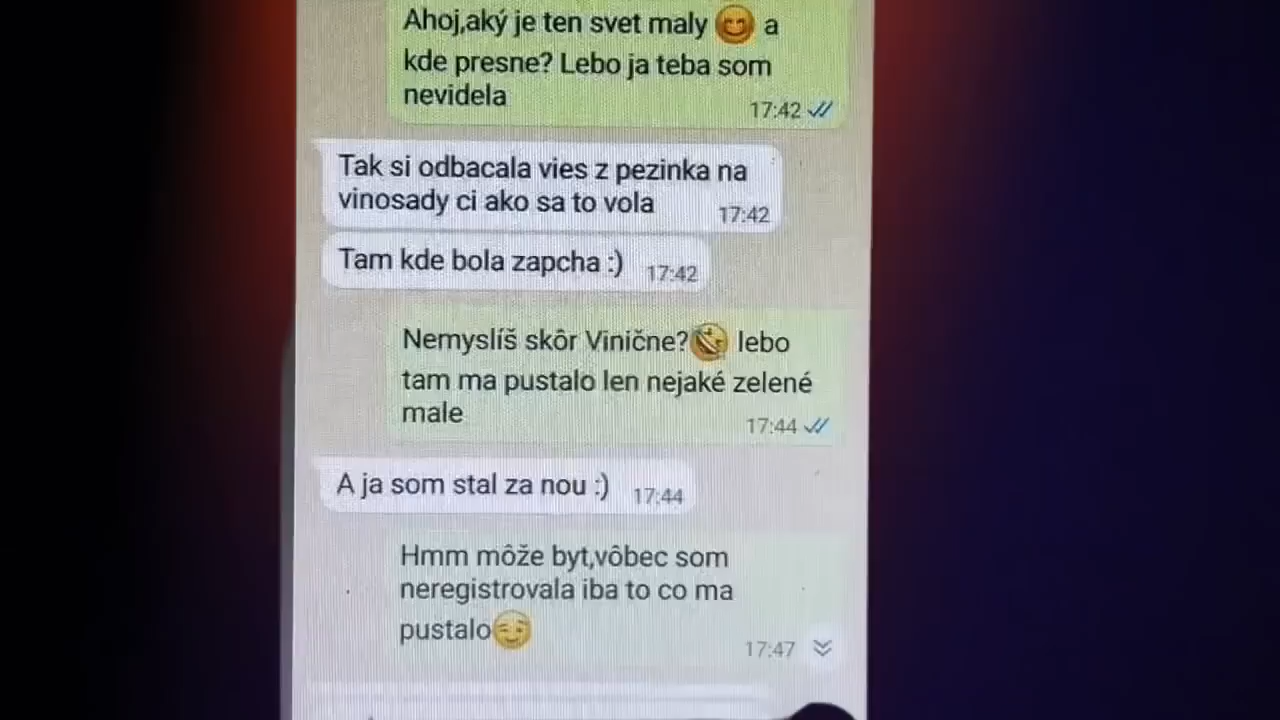 Ahoj,aký je ten svet maly 😊 a
kde presne? Lebo ja teba som
nevidela
17:42
Tak si odbacala vies z pezinka na
vinosady ci ako sa to vola
17:42
Tam kde bola zapcha :)
17:42
Nemyslíš skôr Vinične?🤣 lebo
tam ma pustalo len nejaké zelené
male
17:44
A ja som stal za nou :)
17:44
Hmm môže byt,vôbec som
neregistrovala iba to co ma
pustalo😉
17:47